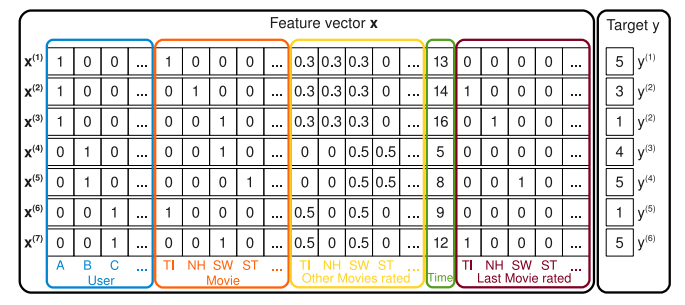 Feature vector x Target y
x(1) 1 0 0 ... 1 0 0 0 ... 0.3 0.3 0.3 0 ... 13 0 0 0 0 ... 5 y(1)
x(2) 1 0 0 ... 0 1 0 0 ... 0.3 0.3 0.3 0 ... 14 1 0 0 0 ... 3 y(2)
x(3) 1 0 0 ... 0 0 1 0 ... 0.3 0.3 0.3 0 ... 16 0 1 0 0 ... 1 y(2)
x(4) 0 1 0 ... 0 0 1 0 ... 0 0 0.5 0.5 ... 5 0 0 0 0 ... 4 y(3)
x(5) 0 1 0 ... 0 0 0 1 ... 0 0 0.5 0.5 ... 8 0 0 1 0 ... 5 y(4)
x(6) 0 0 1 ... 1 0 0 0 ... 0.5 0 0.5 0 ... 9 0 0 0 0 ... 1 y(5)
x(7) 0 0 1 ... 0 0 1 0 ... 0.5 0 0.5 0 ... 12 1 0 0 0 ... 5 y(6)
A B C ... TI NH SW ST ... TI NH SW ST ... Time TI NH SW ST ...
User Movie Other Movies rated Last Movie rated